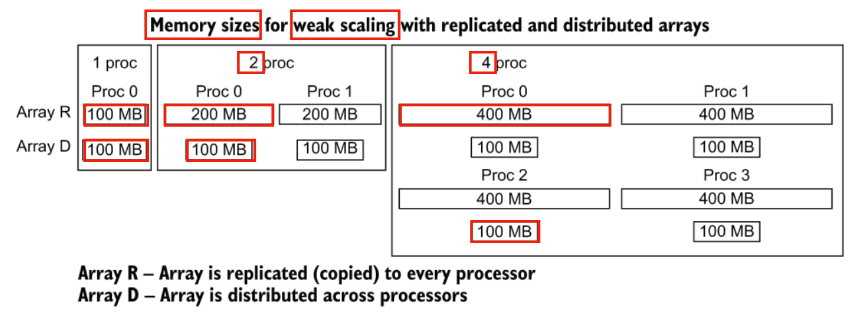 Memory sizes for weak scaling with replicated and distributed arrays
1 proc 2 proc 4 proc
Proc 0 Proc 0 Proc 1 Proc 0 Proc 1
Array R 100 MB 200 MB 200 MB 400 MB 400 MB
Array D 100 MB 100 MB 100 MB 100 MB 100 MB
Proc 2 Proc 3
400 MB 400 MB
100 MB 100 MB
Array R – Array is replicated (copied) to every processor
Array D – Array is distributed across processors